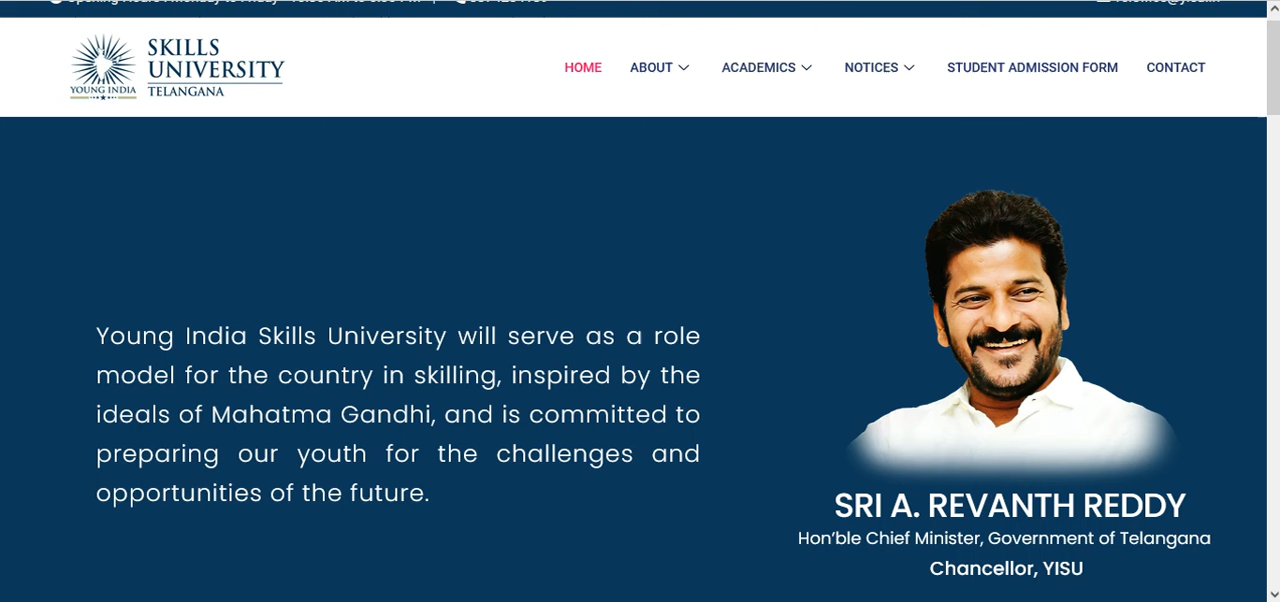 SKILLS
UNIVERSITY
YOUNG INDIA
TELANGANA
HOME ABOUT ACADEMICS NOTICES STUDENT ADMISSION FORM CONTACT
Young India Skills University will serve as a role
model for the country in skilling, inspired by the
ideals of Mahatma Gandhi, and is committed to
preparing our youth for the challenges and
opportunities of the future.
SRI A. REVANTH REDDY
Hon'ble Chief Minister, Government of Telangana
Chancellor, YISU